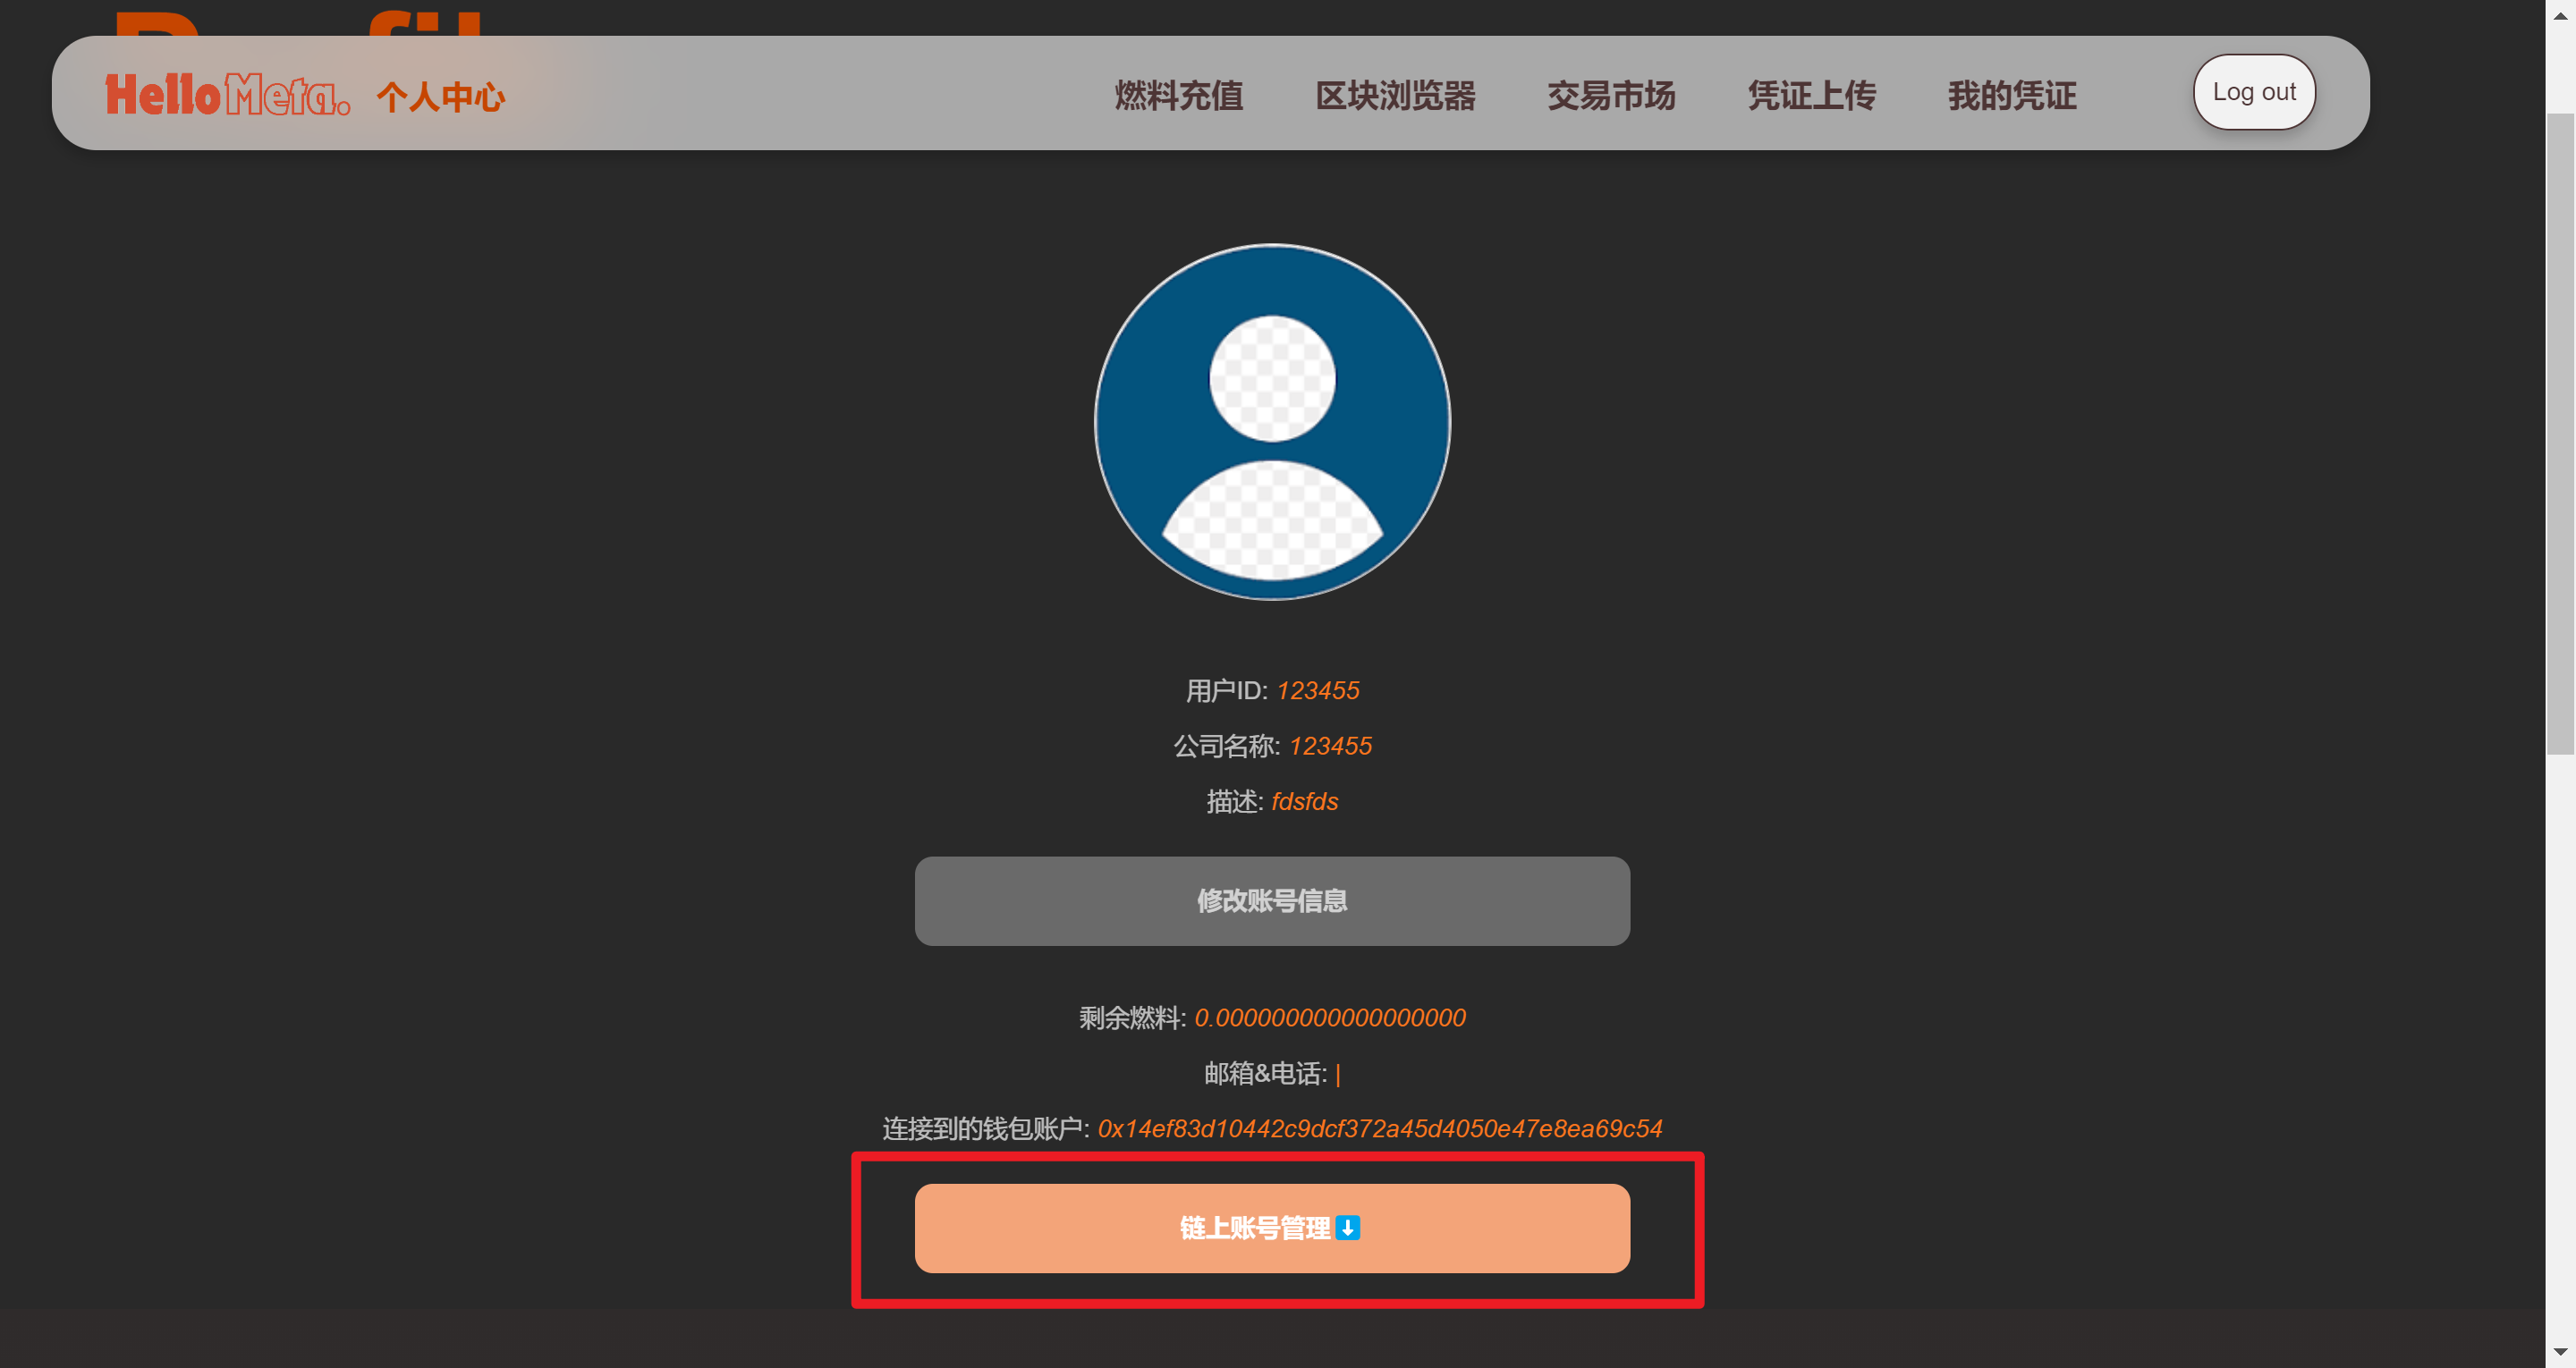 Hello Meta. 个人中心 燃料充值 区块浏览器 交易市场 凭证上传 我的凭证 Log out
用户ID: 123455
公司名称: 123455
描述: fdsfds
修改账号信息
剩余燃料: 0.000000000000000000
邮箱&电话: |
连接到的钱包账户: 0x14ef83d10442c9dcf372a45d4050e47e8ea69c54
链上账号管理⬇